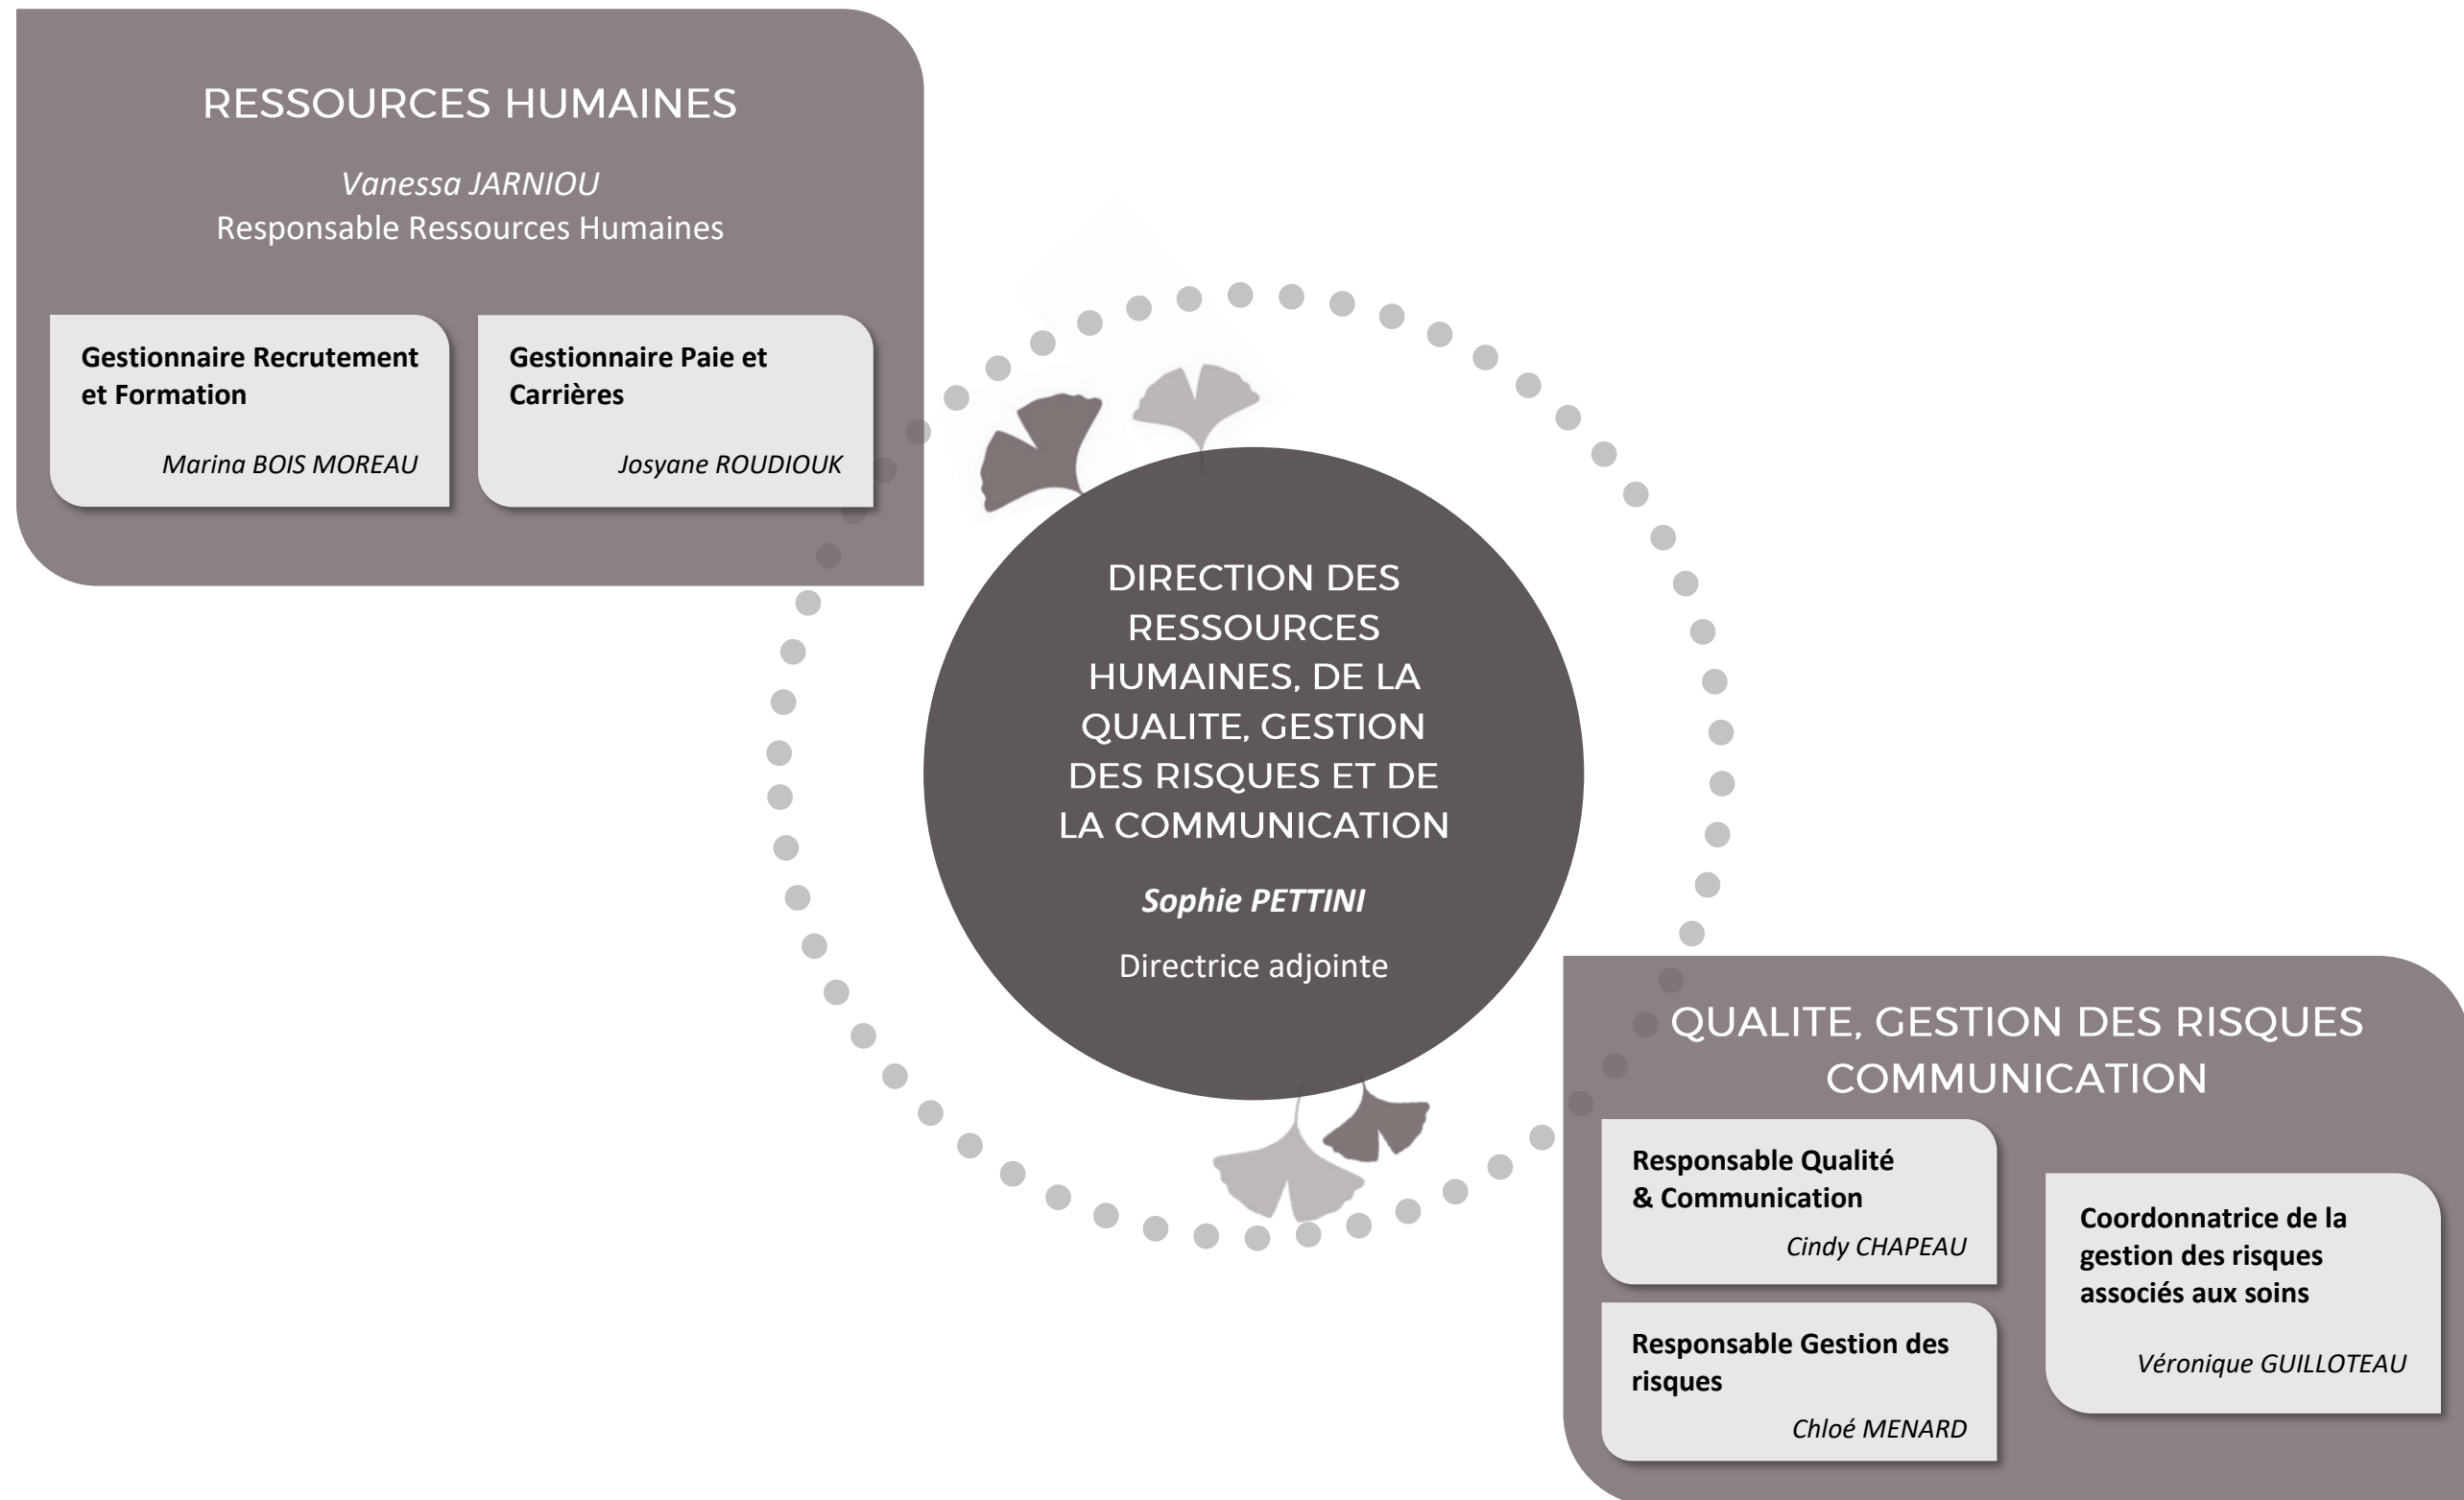 RESSOURCES HUMAINES
Vanessa JARNIOU
Responsable Ressources Humaines
Gestionnaire Recrutement
et Formation
Marina BOIS MOREAU
Gestionnaire Paie et
Carrières
Josyane ROUDIOUK
DIRECTION DES
RESSOURCES
HUMAINES, DE LA
QUALITE, GESTION
DES RISQUES ET DE
LA COMMUNICATION
Sophie PETTINI
Directrice adjointe
QUALITE, GESTION DES RISQUES
COMMUNICATION
Responsable Qualité
& Communication
Cindy CHAPEAU
Responsable Gestion des
risques
Chloé MENARD
Coordonnatrice de la
gestion des risques
associés aux soins
Véronique GUILLOTEAU